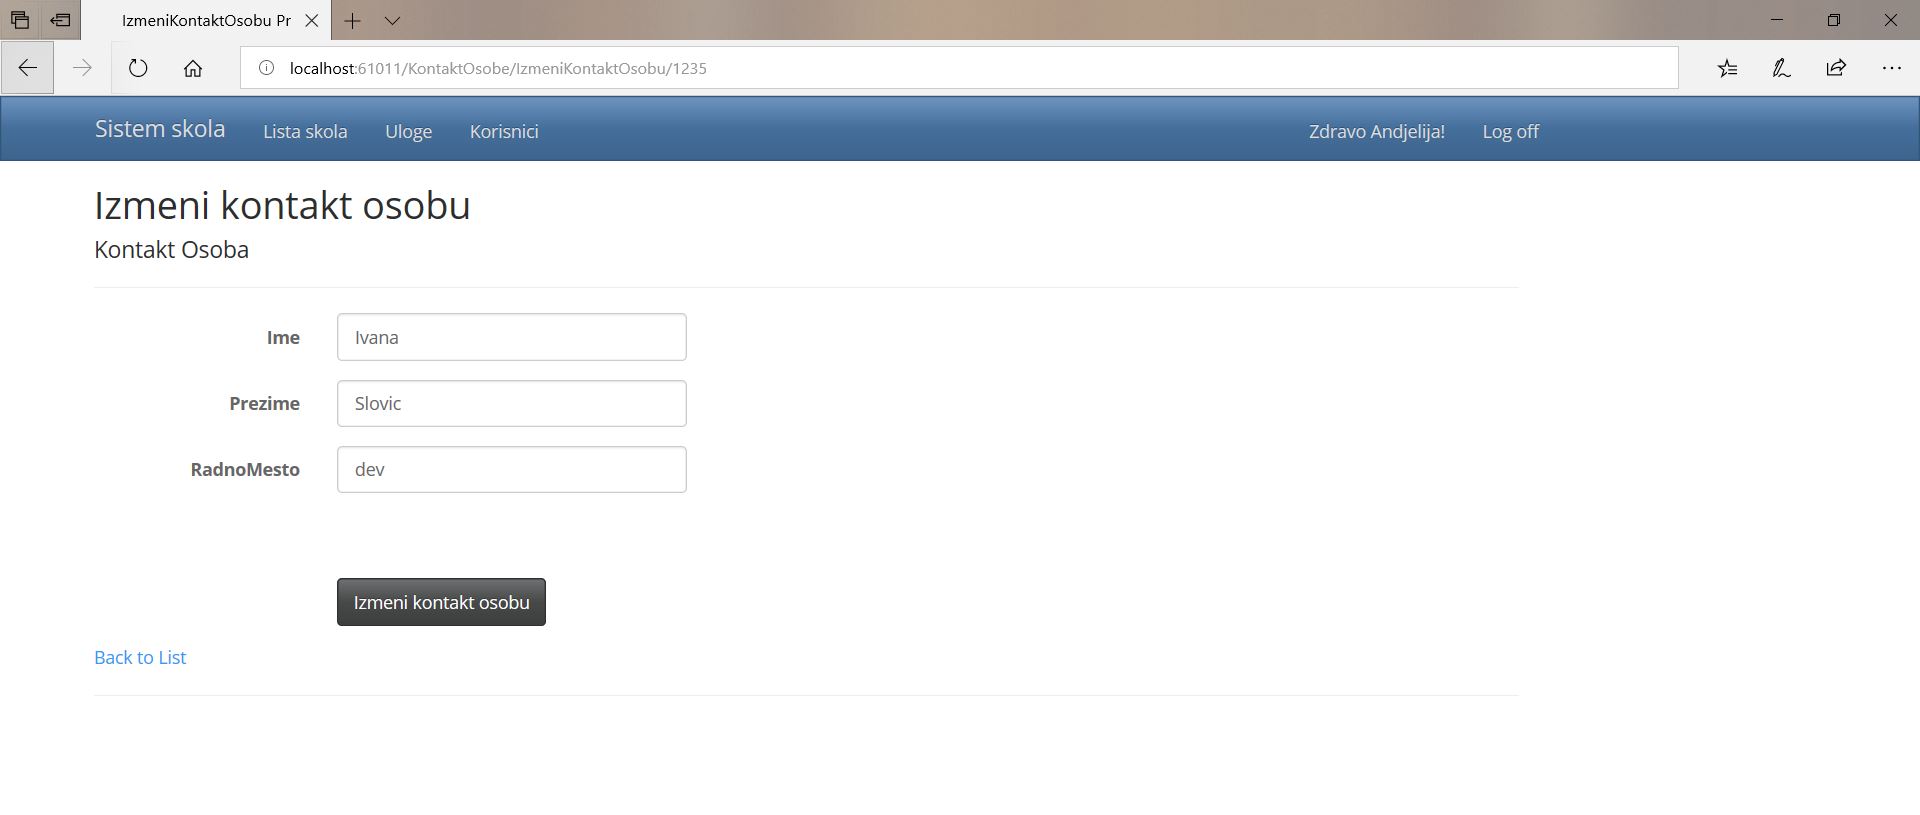 IzmeniKontaktOsobu Pr
localhost:61011/KontaktOsobe/IzmeniKontaktOsobu/1235
Sistem skola Lista skola Uloge Korisnici Zdravo Andjelija! Log off
Izmeni kontakt osobu
Kontakt Osoba
Ime Ivana
Prezime Slovic
RadnoMesto dev
Izmeni kontakt osobu
Back to List